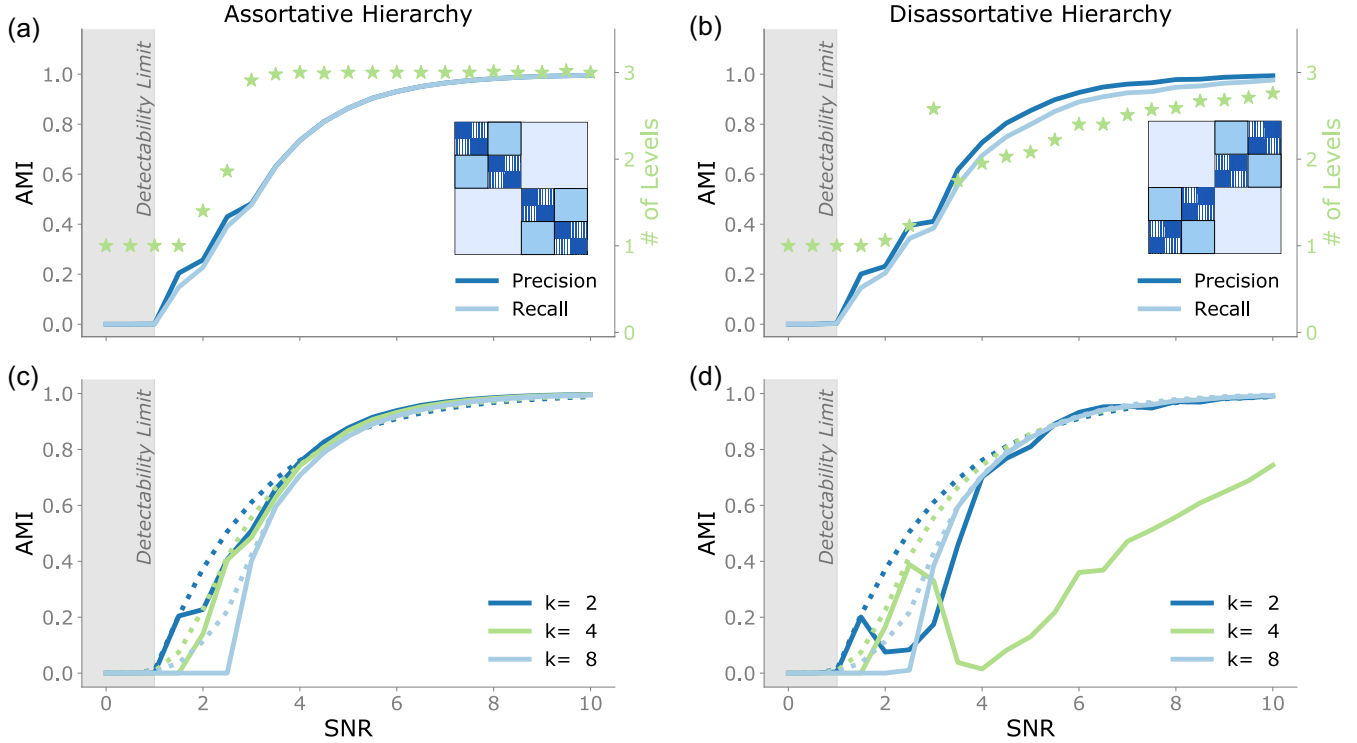 Assortative Hierarchy
Disassortative Hierarchy
(a)
1.0
0.8
0.6
0.4
0.2
0.0
AMI
Detectability Limit
3
2
1
0
# of Levels
Precision
Recall
(b)
1.0
0.8
0.6
0.4
0.2
0.0
AMI
Detectability Limit
3
2
1
0
# of Levels
Precision
Recall
(c)
1.0
0.8
0.6
0.4
0.2
0.0
AMI
Detectability Limit
k= 2
k= 4
k= 8
0 2 4 6 8 10
SNR
(d)
1.0
0.8
0.6
0.4
0.2
0.0
AMI
Detectability Limit
k= 2
k= 4
k= 8
0 2 4 6 8 10
SNR